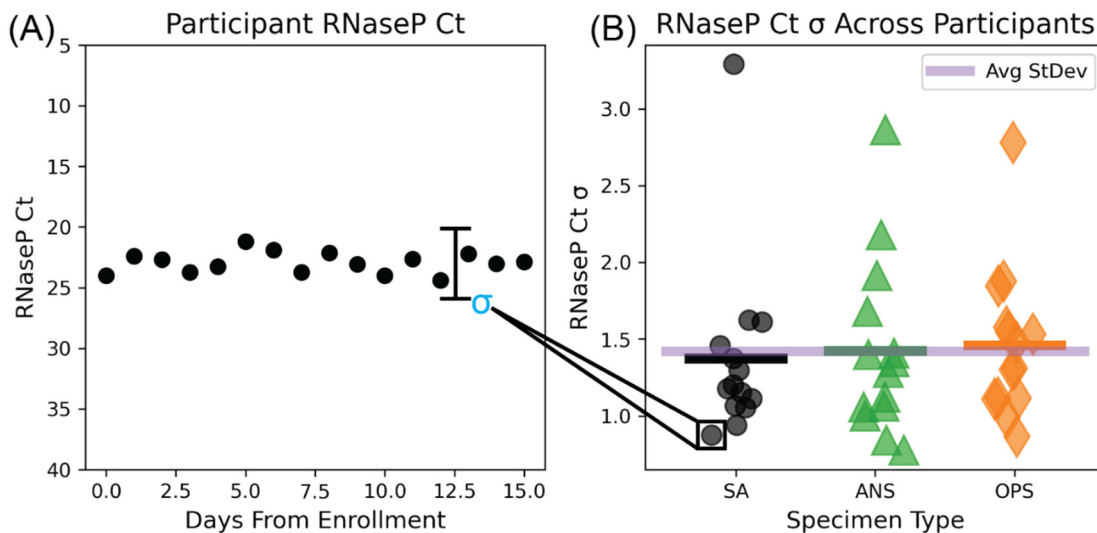 (A) Participant RNaseP Ct
5
10
15
20
25
30
35
40
RNaseP Ct
σ
0.0 2.5 5.0 7.5 10.0 12.5 15.0
Days From Enrollment
(B) RNaseP Ct σ Across Participants
Avg StDev
3.0
2.5
2.0
1.5
1.0
RNaseP Ct σ
SA ANS OPS
Specimen Type